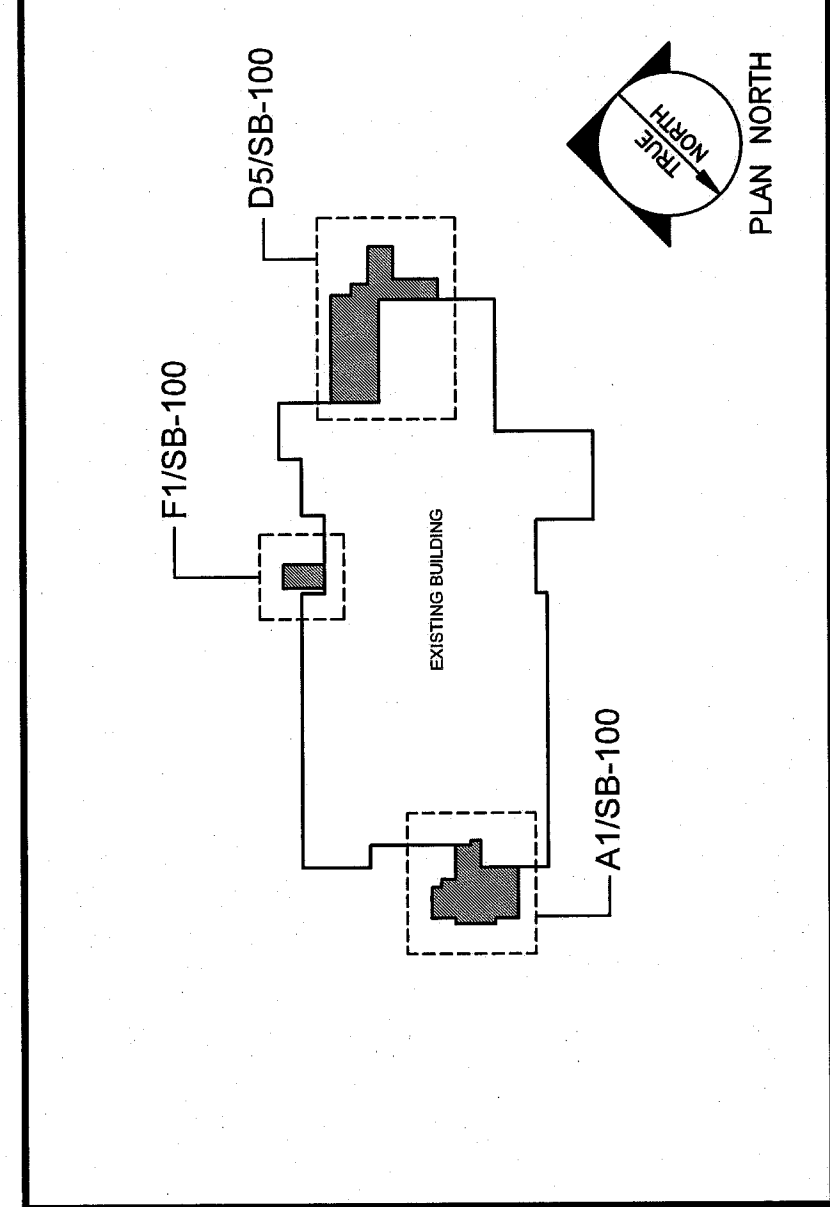 D5/SB-100
F1/SB-100
TRUE
NORTH
PLAN NORTH
EXISTING BUILDING
A1/SB-100